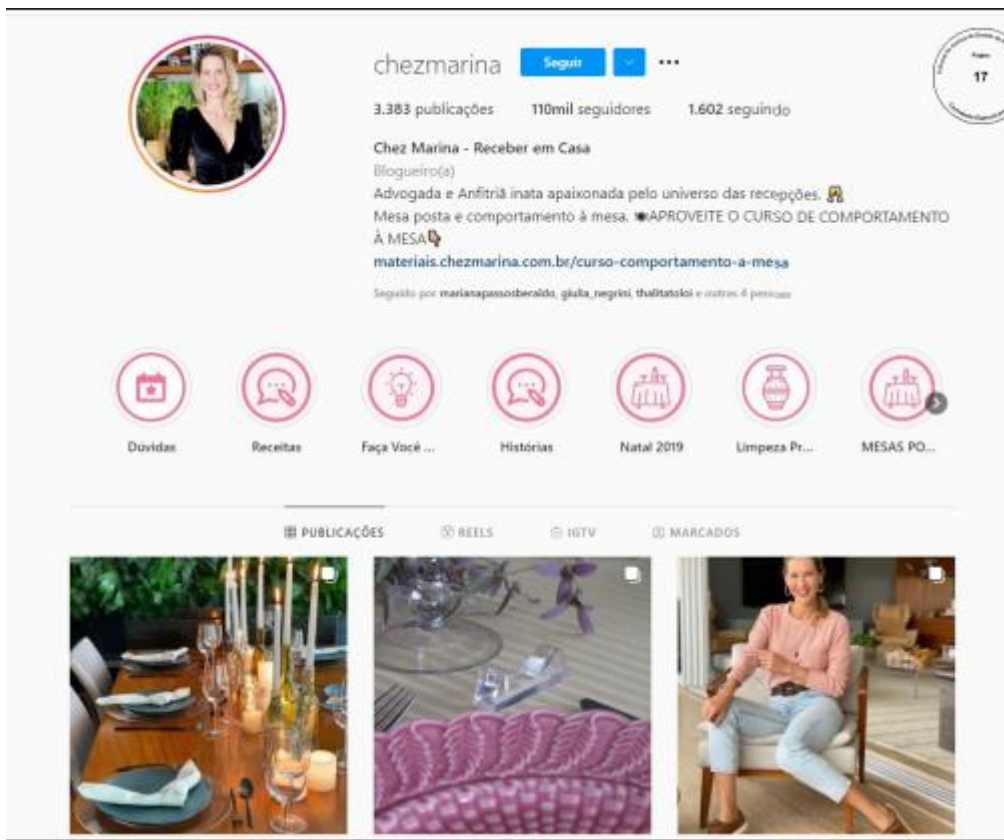 chezmarina Seguir
3.383 publicações 110mil seguidores 1.602 seguindo
Chez Marina - Receber em Casa
Blogueiro(a)
Advogada e Anfitriã inata apaixonada pelo universo das recepções.
Mesa posta e comportamento à mesa. APROVEITE O CURSO DE COMPORTAMENTO
À MESA
materiais.chezmarina.com.br/curso-comportamento-a-mesa
Seguido por marianapassosberaldo, giulia_negrini, thalitatoloi e outras 4 pessoas
17
Dúvidas Receitas Faça Você ... Histórias Natal 2019 Limpeza Pr... MESAS PO...
PUBLICAÇÕES REELS IGTV MARCADOS